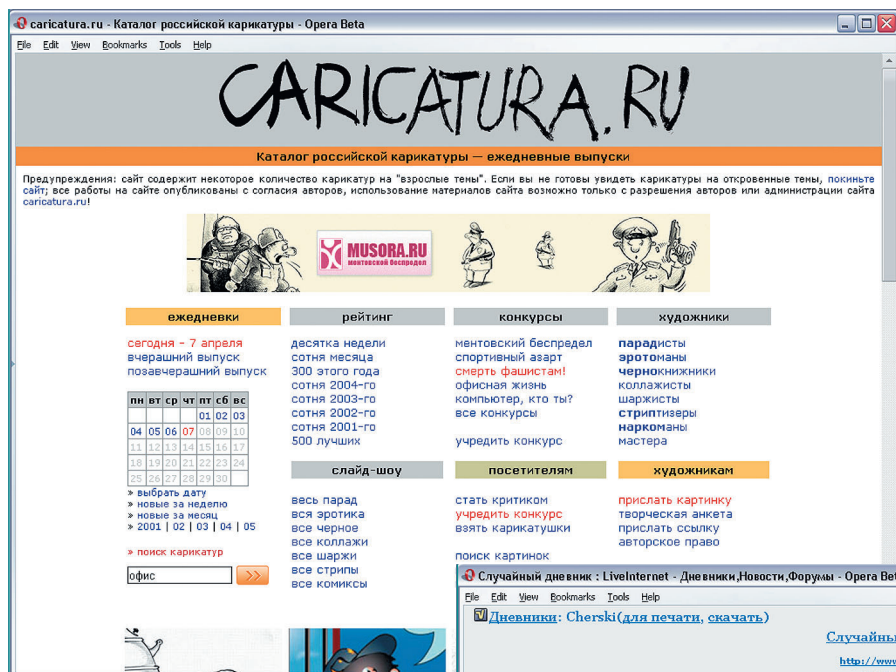 caricatura.ru - Каталог российской карикатуры - Opera Beta
File Edit View Bookmarks Tools Help
CARICATURA.RU
Каталог российской карикатуры — ежедневные выпуски
Предупреждения: сайт содержит некоторое количество карикатур на "взрослые темы". Если вы не готовы увидеть карикатуры на откровенные темы, покиньте
сайт; все работы на сайте опубликованы с согласия авторов, использование материалов сайта возможно только с разрешения авторов или администрации сайта
caricatura.ru!
MUSORA.RU
ментовский беспредел
ежедневки
сегодня - 7 апреля
вчерашний выпуск
позавчерашний выпуск
пн вт ср чт пт сб вс
01 02 03
04 05 06 07 08 09 10
11 12 13 14 15 16 17
18 19 20 21 22 23 24
25 26 27 28 29 30
» выбрать дату
» новые за неделю
» новые за месяц
» 2001 | 02 | 03 | 04 | 05
» поиск карикатур
офис >>
рейтинг
десятка недели
сотня месяца
300 этого года
сотня 2004-го
сотня 2003-го
сотня 2002-го
сотня 2001-го
500 лучших
слайд-шоу
весь парад
вся эротика
все черное
все коллажи
все шаржи
все стрипы
все комиксы
конкурсы
ментовский беспредел
спортивный азарт
смерть фашистам!
офисная жизнь
компьютер, кто ты?
все конкурсы
учредить конкурс
посетителям
стать критиком
учредить конкурс
взять карикатушки
поиск картинок
художники
парадисты
эротоманы
чернокнижники
коллажисты
шаржисты
стриптизеры
наркоманы
мастера
художникам
прислать картинку
творческая анкета
прислать ссылку
авторское право
Случайный дневник : LiveInternet - Дневники,Новости,Форумы - Opera Bet
File Edit View Bookmarks Tools Help
Дневники: Cherski(для печати, скачать)
Случайны
http://www